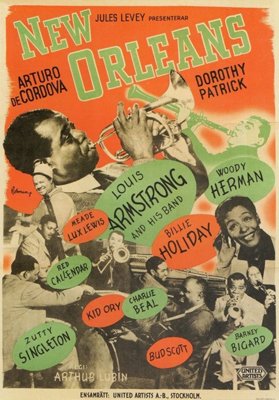 JULES LEVEY PRESENTERAR
NEW
ORLEANS
ARTURO
DE CORDOVA
DOROTHY
PATRICK
LOUIS
ARMSTRONG
AND HIS BAND
WOODY
HERMAN
MEADE
LUX LEWIS
BILLIE
HOLIDAY
RED
CALLENDAR
KID ORY
CHARLIE
BEAL
ZUTTY
SINGLETON
BUD SCOTT
BARNEY
BIGARD
REGI
ARTHUR LUBIN
UNITED
ARTISTS
ENSAMRÄTT: UNITED ARTISTS A.-B., STOCKHOLM.